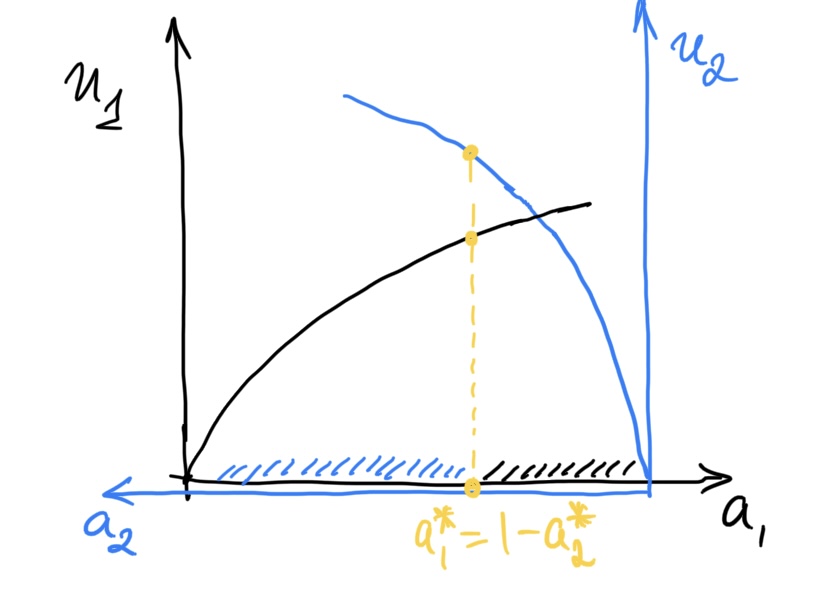 u₁
u₂
a₂
a₁* = 1 - a₂*
a₁